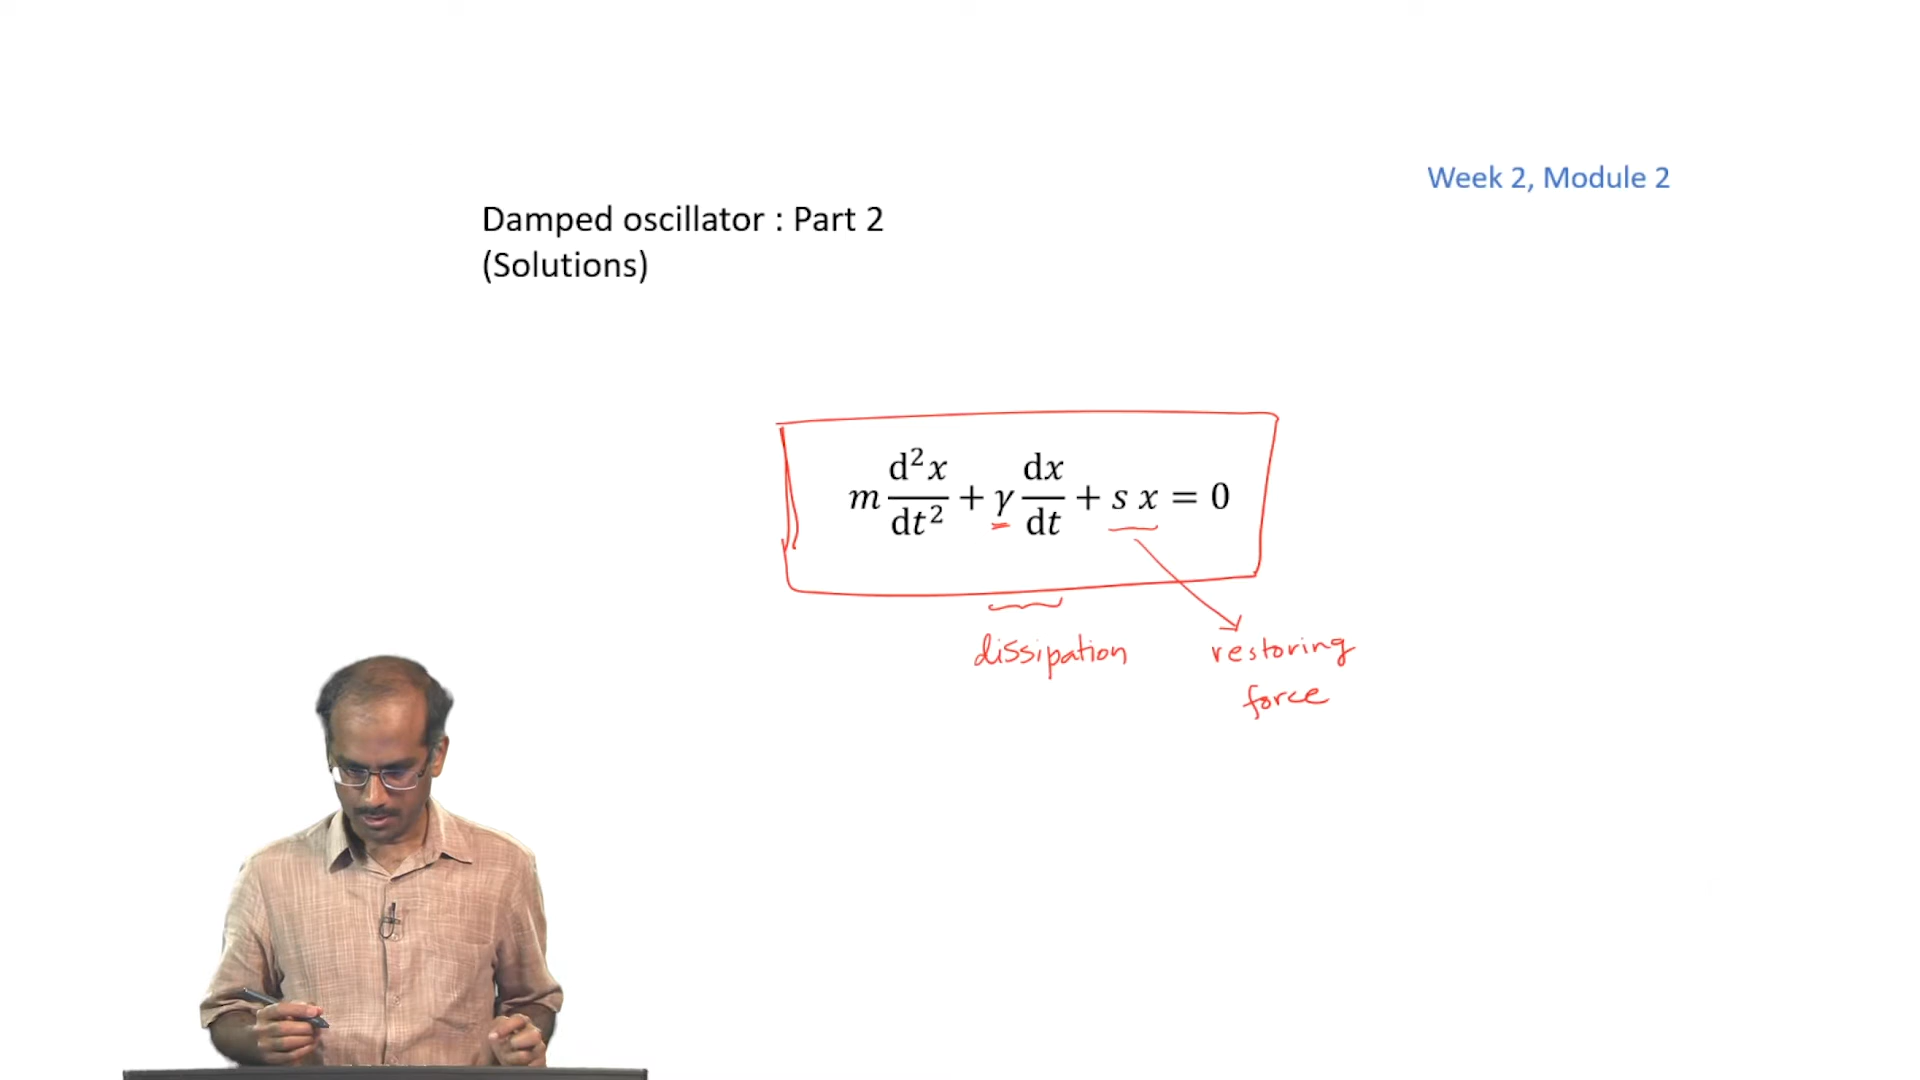 Week 2, Module 2
Damped oscillator : Part 2
(Solutions)
m d²x/dt² + γ dx/dt + s x = 0
dissipation
restoring
force